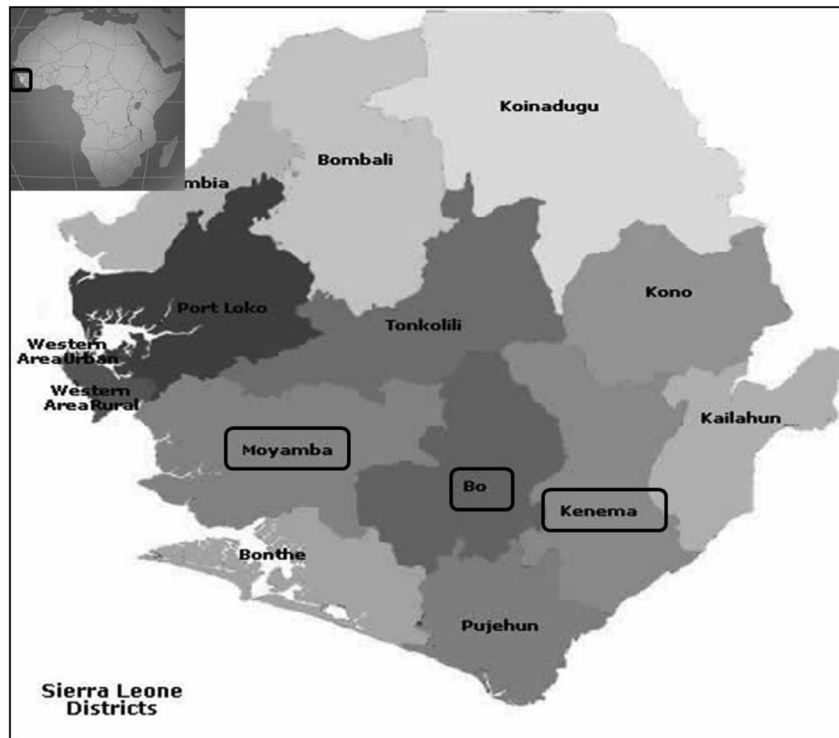 Koinadugu
Bombali
mbia
Kono
Port Loko
Tonkolili
Western
AreaUrban
Western
AreaRural
Kailahun
Moyamba
Bo
Kenema
Bonthe
Pujehun
Sierra Leone
Districts